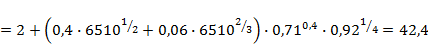 = 2 + (0,4 · 6510^{1/2} + 0,06 · 6510^{2/3}) · 0,71^{0,4} · 0,92^{1/4} = 42,4